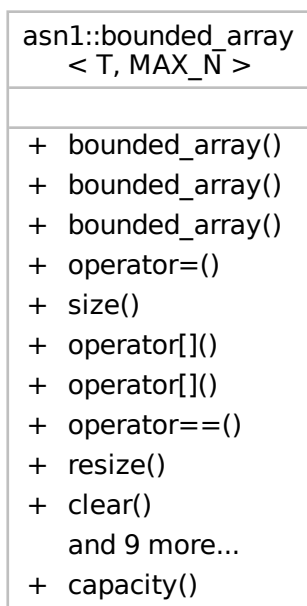 asn1::bounded_array
< T, MAX_N >
+ bounded_array()
+ bounded_array()
+ bounded_array()
+ operator=()
+ size()
+ operator[]()
+ operator[]()
+ operator==()
+ resize()
+ clear()
and 9 more...
+ capacity()